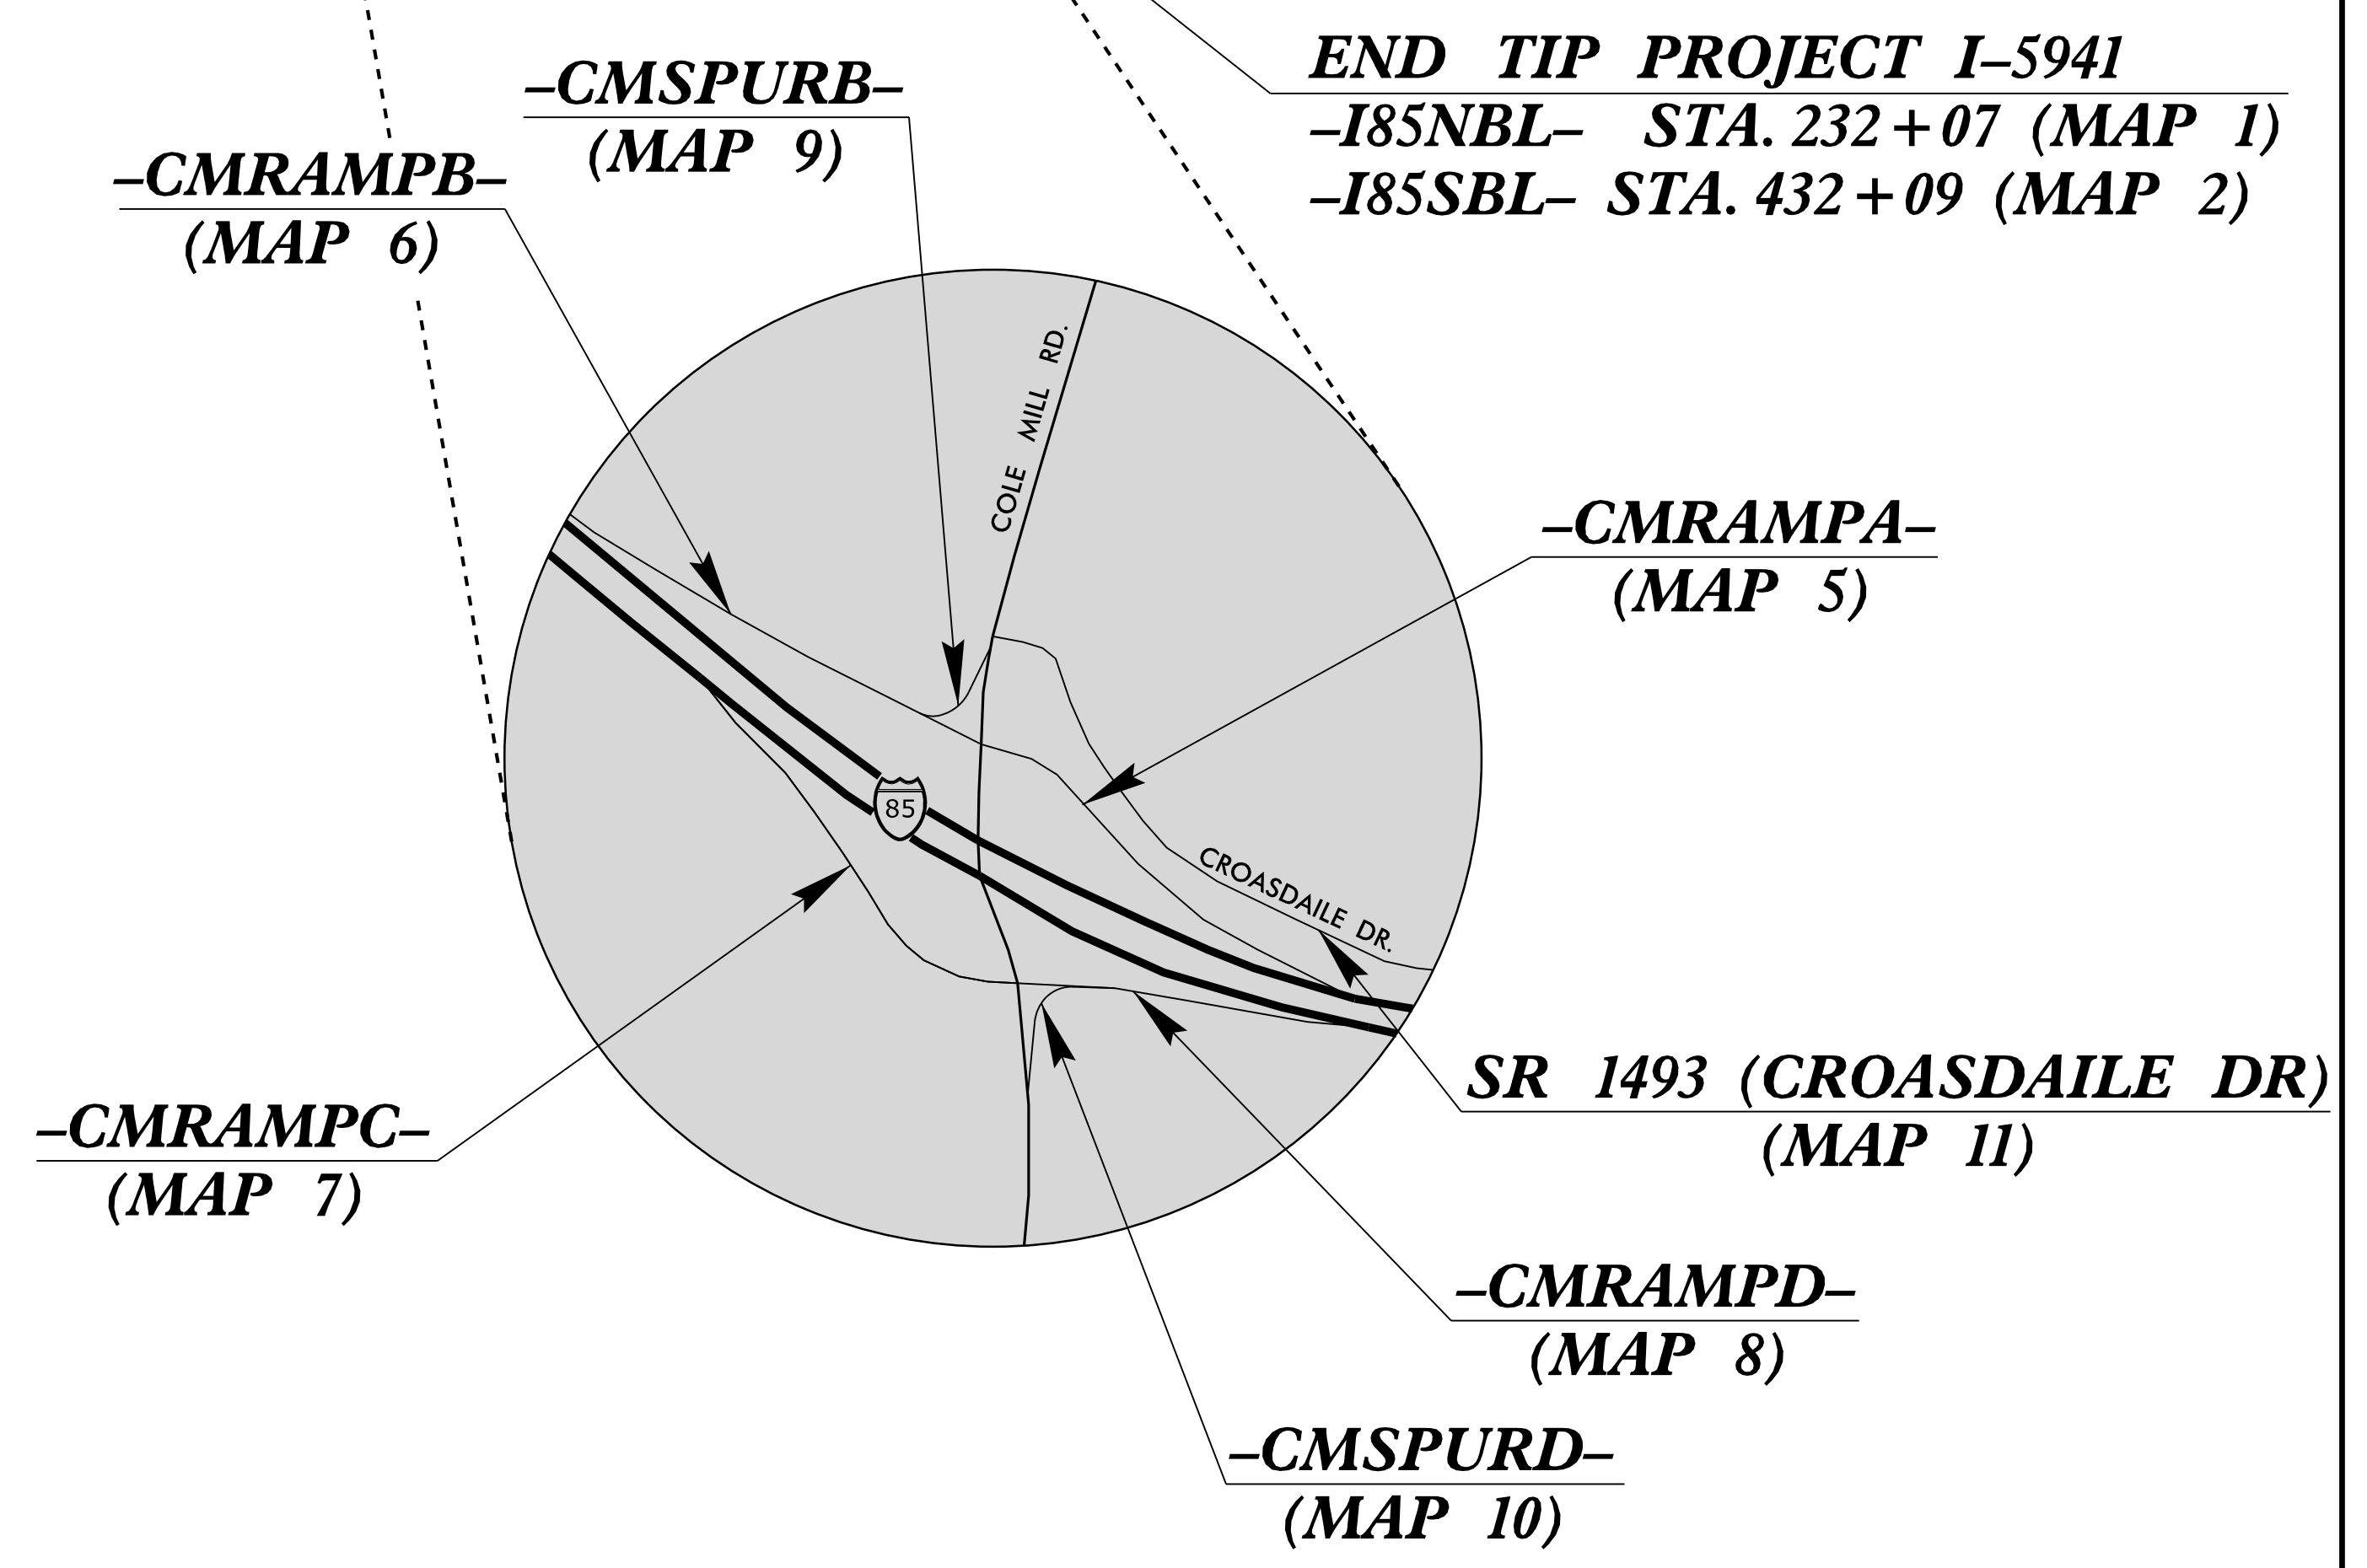 END TIP PROJECT I-5941
-I85NBL- STA. 232+07 (MAP 1)
-I85SBL- STA. 432+09 (MAP 2)
-CMSPURB-
(MAP 9)
-CMRAMPB-
(MAP 6)
COLE MILL RD.
-CMRAMPA-
(MAP 5)
85
CROASDAILE DR.
SR 1493 (CROASDAILE DR)
(MAP 11)
-CMRAMPC-
(MAP 7)
-CMRAMPD-
(MAP 8)
-CMSPURD-
(MAP 10)